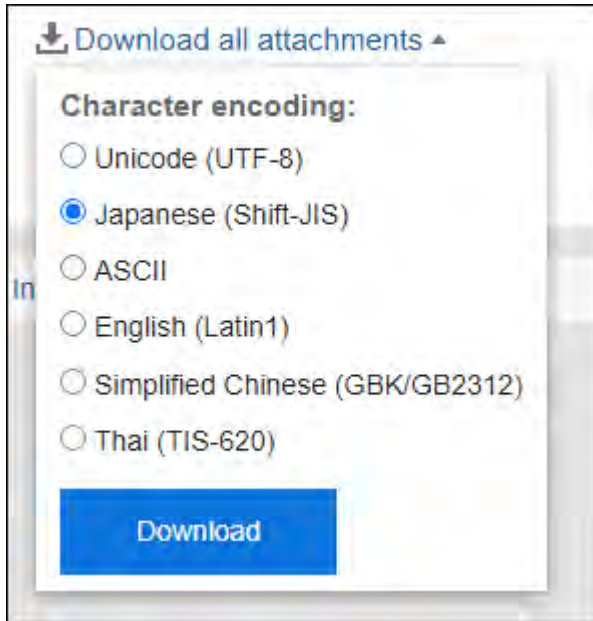 Download all attachments
Character encoding:
Unicode (UTF-8)
Japanese (Shift-JIS)
ASCII
In
English (Latin1)
Simplified Chinese (GBK/GB2312)
Thai (TIS-620)
Download